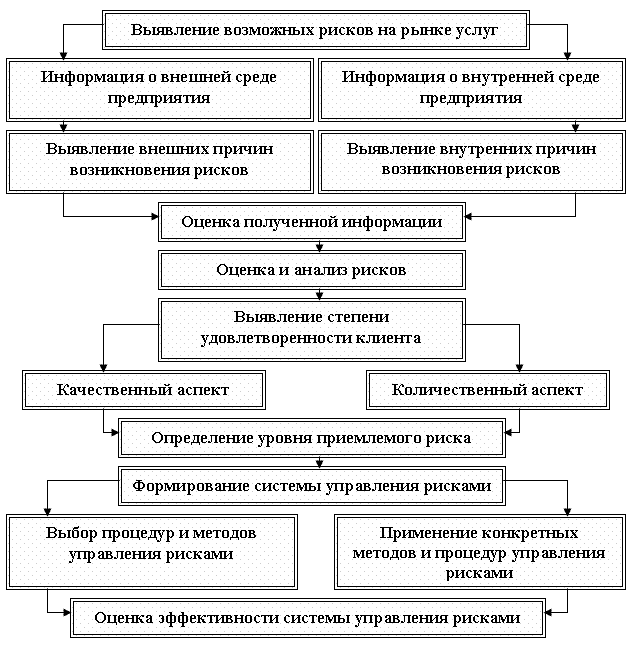 Выявление возможных рисков на рынке услуг
Информация о внешней среде
предприятия
Информация о внутренней среде
предприятия
Выявление внешних причин
возникновения рисков
Выявление внутренних причин
возникновения рисков
Оценка полученной информации
Оценка и анализ рисков
Выявление степени
удовлетворенности клиента
Качественный аспект
Количественный аспект
Определение уровня приемлемого риска
Формирование системы управления рисками
Выбор процедур и методов
управления рисками
Применение конкретных
методов и процедур управления
рисками
Оценка эффективности системы управления рисками